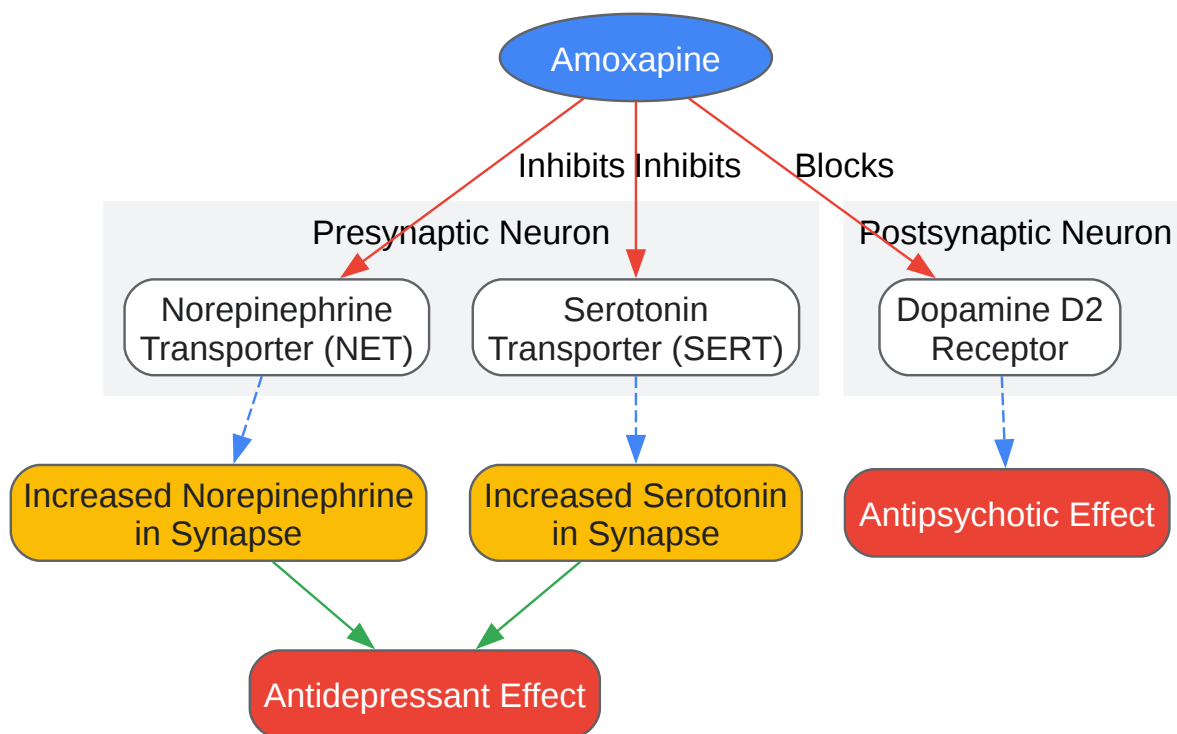 Amoxapine
Inhibits Inhibits Blocks
Presynaptic Neuron
Postsynaptic Neuron
Norepinephrine
Transporter (NET)
Serotonin
Transporter (SERT)
Dopamine D2
Receptor
Increased Norepinephrine
in Synapse
Increased Serotonin
in Synapse
Antipsychotic Effect
Antidepressant Effect